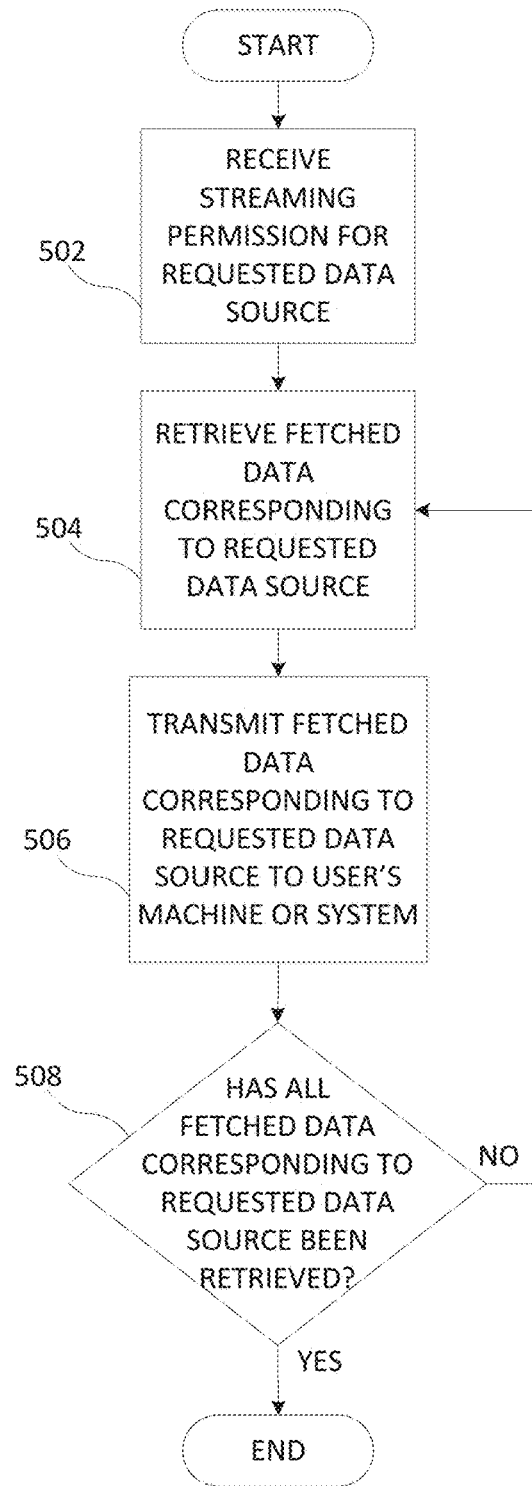 START
RECEIVE
STREAMING
PERMISSION FOR
REQUESTED DATA
SOURCE
502
RETRIEVE FETCHED
DATA
CORRESPONDING
TO REQUESTED
DATA SOURCE
504
TRANSMIT FETCHED
DATA
CORRESPONDING TO
REQUESTED DATA
SOURCE TO USER'S
MACHINE OR SYSTEM
506
508
HAS ALL
FETCHED DATA
CORRESPONDING TO
REQUESTED DATA
SOURCE BEEN
RETRIEVED?
NO
YES
END